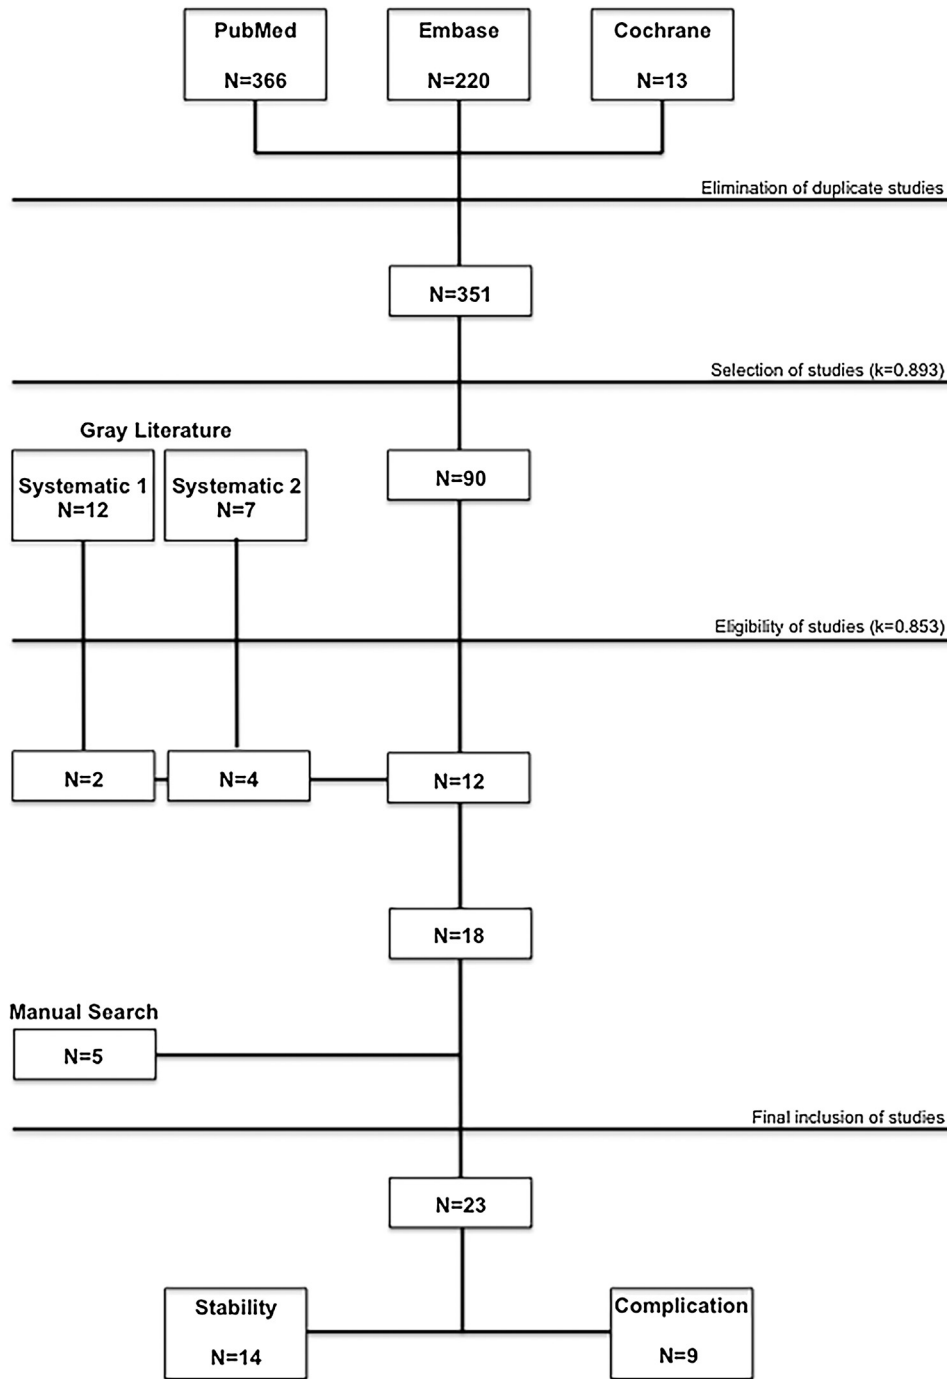 PubMed
N=366
Embase
N=220
Cochrane
N=13
Elimination of duplicate studies
N=351
Selection of studies (k=0.893)
Gray Literature
Systematic 1
N=12
Systematic 2
N=7
N=90
Eligibility of studies (k=0.853)
N=2
N=4
N=12
N=18
Manual Search
N=5
Final inclusion of studies
N=23
Stability
N=14
Complication
N=9